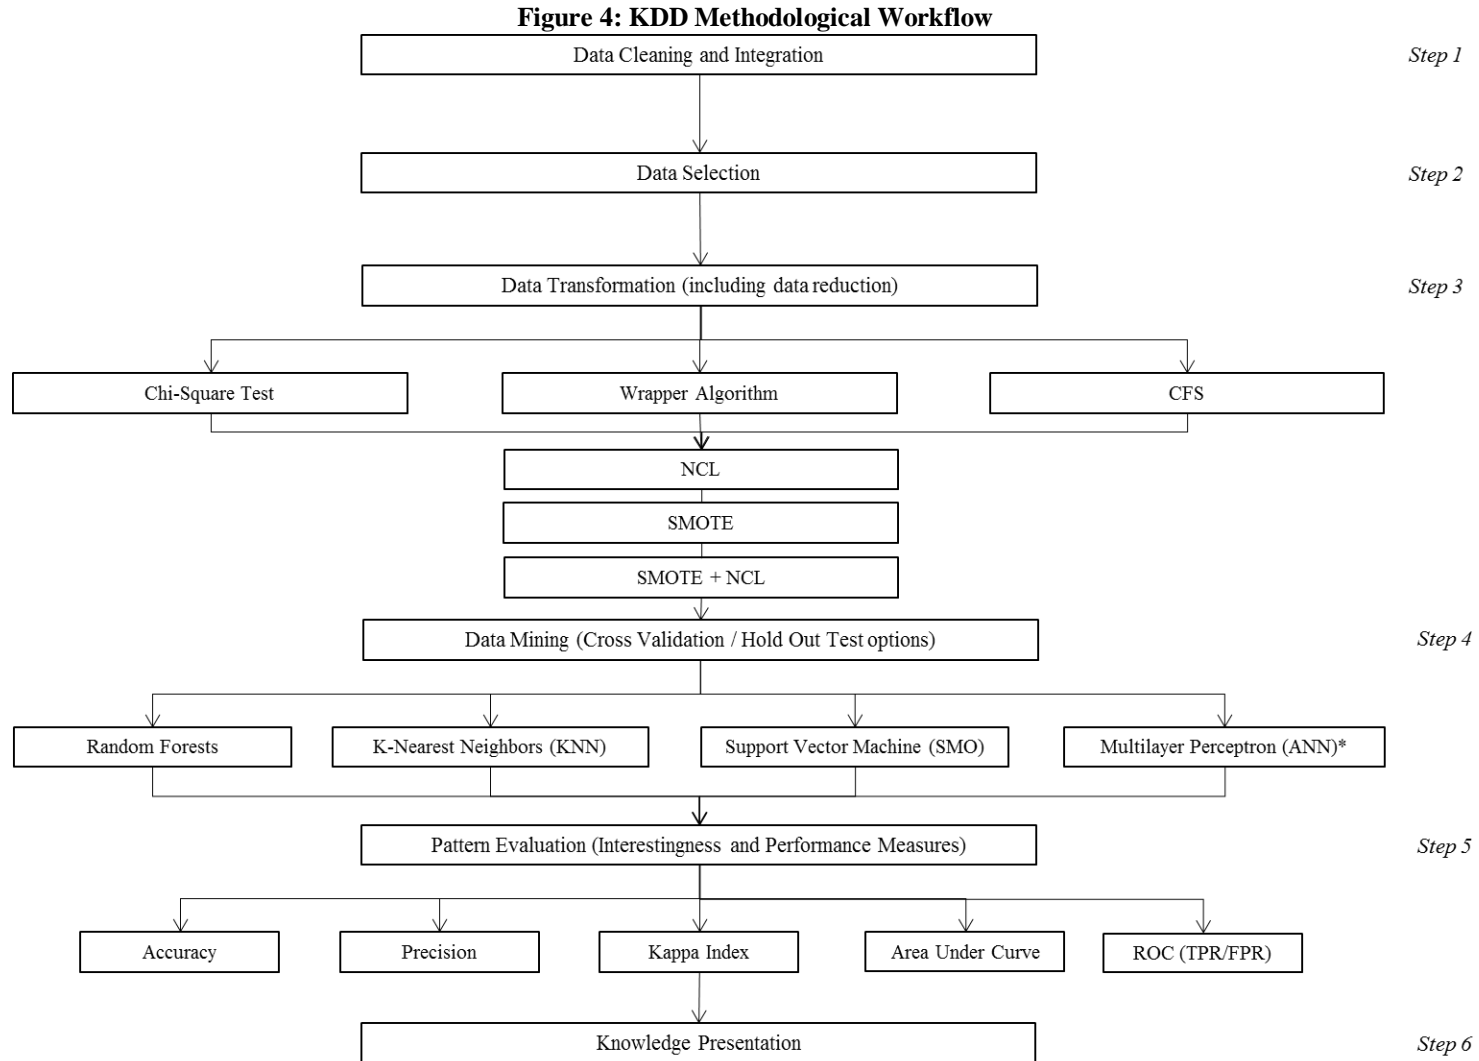 Figure 4: KDD Methodological Workflow
Data Cleaning and Integration
Step 1
Data Selection
Step 2
Data Transformation (including data reduction)
Step 3
Chi-Square Test
Wrapper Algorithm
CFS
NCL
SMOTE
SMOTE + NCL
Data Mining (Cross Validation / Hold Out Test options)
Step 4
Random Forests
K-Nearest Neighbors (KNN)
Support Vector Machine (SMO)
Multilayer Perceptron (ANN)*
Pattern Evaluation (Interestingness and Performance Measures)
Step 5
Accuracy
Precision
Kappa Index
Area Under Curve
ROC (TPR/FPR)
Knowledge Presentation
Step 6